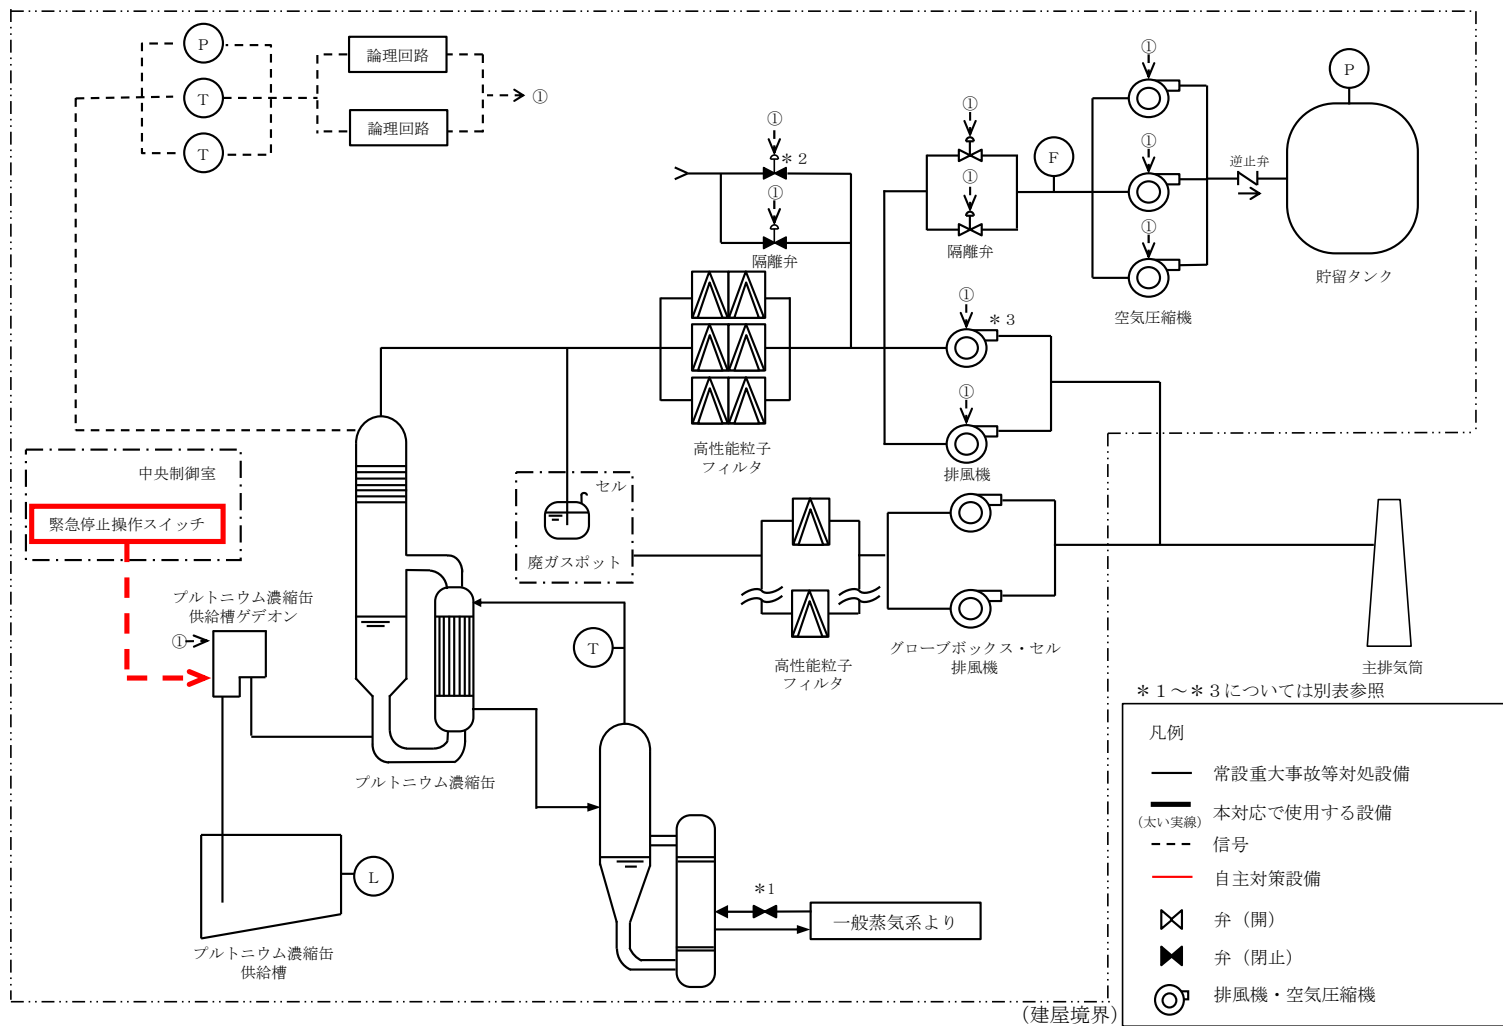 P
論理回路
①
T
論理回路
T
①
＊２
①
隔離弁
①
①
隔離弁
F
①
①
①
空気圧縮機
逆止弁
P
貯留タンク
①
＊３
①
排風機
高性能粒子
フィルタ
中央制御室
緊急停止操作スイッチ
セル
廃ガスポット
プルトニウム濃縮缶
供給槽ゲデオン
①
T
高性能粒子
フィルタ
グローブボックス・セル
排風機
主排気筒
プルトニウム濃縮缶
L
プルトニウム濃縮缶
供給槽
＊1
一般蒸気系より
＊１～＊３については別表参照
凡例
常設重大事故等対処設備
本対応で使用する設備
（太い実線）
信号
自主対策設備
弁（開）
弁（閉止）
排風機・空気圧縮機
（建屋境界）